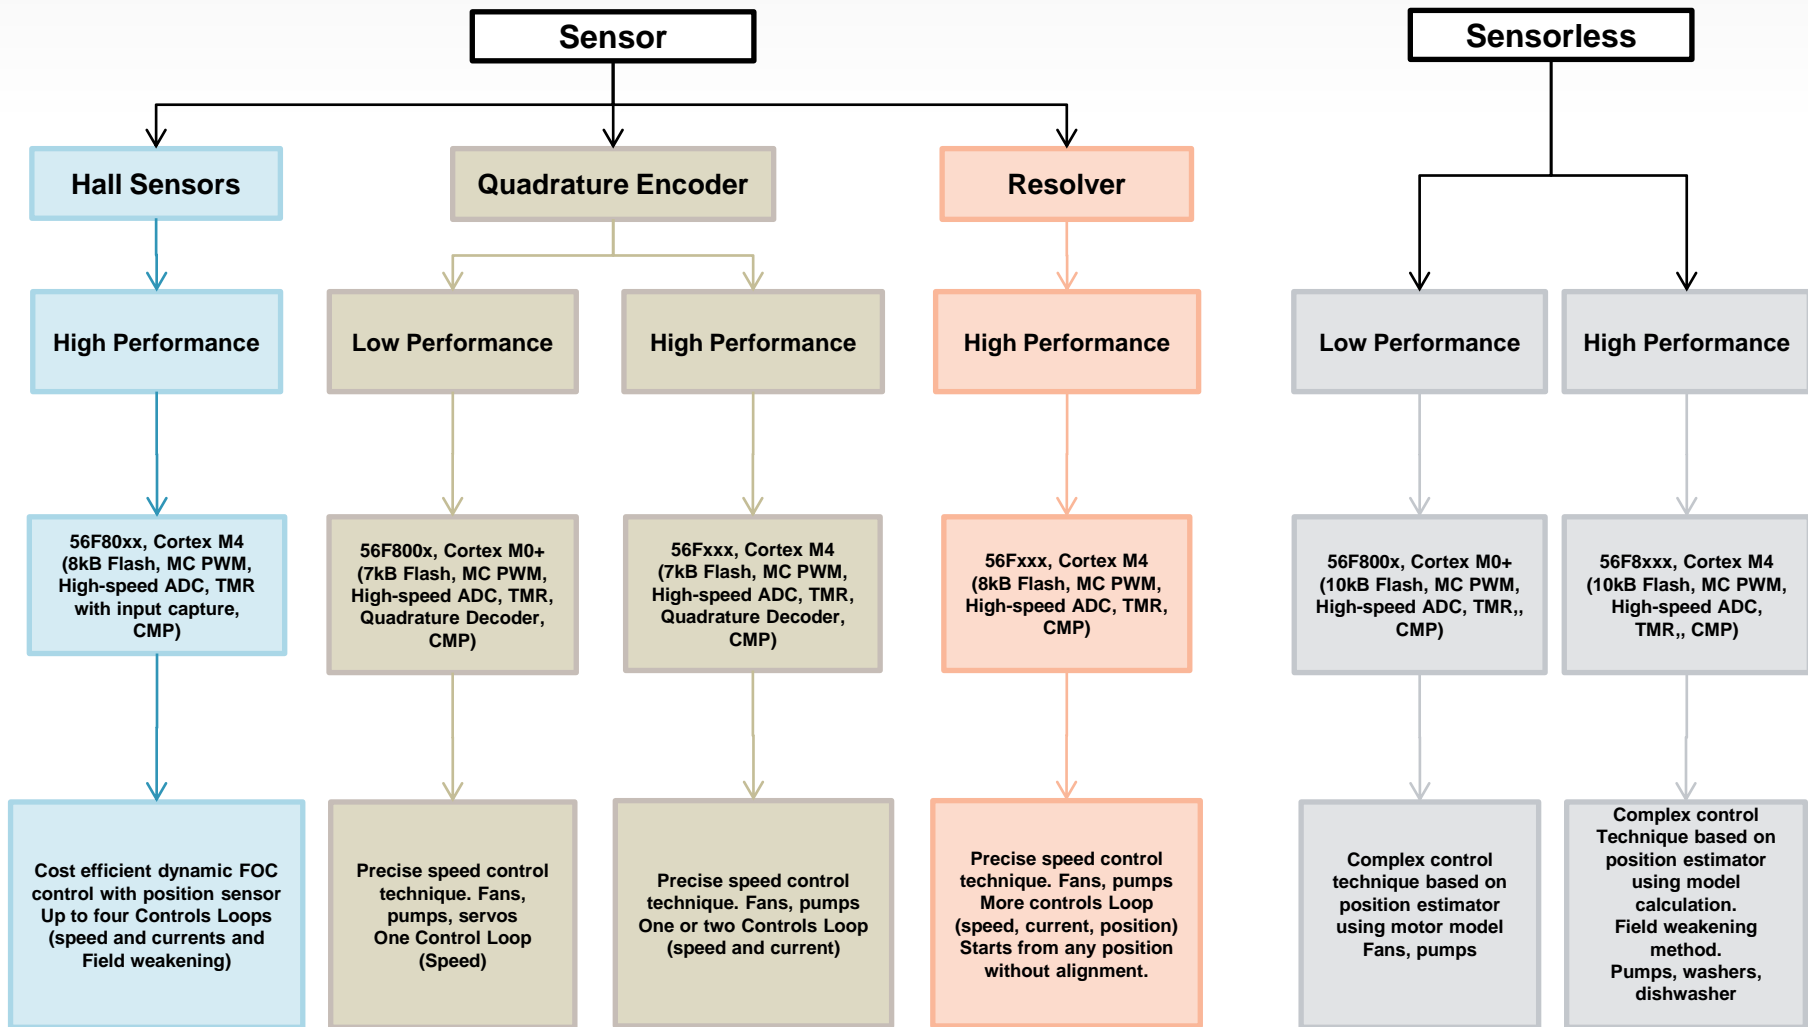 Sensor
Sensorless
Hall Sensors
Quadrature Encoder
Resolver
High Performance
Low Performance
High Performance
High Performance
Low Performance
High Performance
56F80xx, Cortex M4
(8kB Flash, MC PWM,
High-speed ADC, TMR
with input capture,
CMP)
56F800x, Cortex M0+
(7kB Flash, MC PWM,
High-speed ADC, TMR,
Quadrature Decoder,
CMP)
56Fxxx, Cortex M4
(7kB Flash, MC PWM,
High-speed ADC, TMR,
Quadrature Decoder,
CMP)
56Fxxx, Cortex M4
(8kB Flash, MC PWM,
High-speed ADC, TMR,
CMP)
56F800x, Cortex M0+
(10kB Flash, MC PWM,
High-speed ADC, TMR,,
CMP)
56F8xxx, Cortex M4
(10kB Flash, MC PWM,
High-speed ADC,
TMR,, CMP)
Cost efficient dynamic FOC
control with position sensor
Up to four Controls Loops
(speed and currents and
Field weakening)
Precise speed control
technique. Fans,
pumps, servos
One Control Loop
(Speed)
Precise speed control
technique. Fans, pumps
One or two Controls Loop
(speed and current)
Precise speed control
technique. Fans, pumps
More controls Loop
(speed, current, position)
Starts from any position
without alignment.
Complex control
technique based on
position estimator
using motor model
Fans, pumps
Complex control
Technique based on
position estimator
using model
calculation.
Field weakening
method.
Pumps, washers,
dishwasher